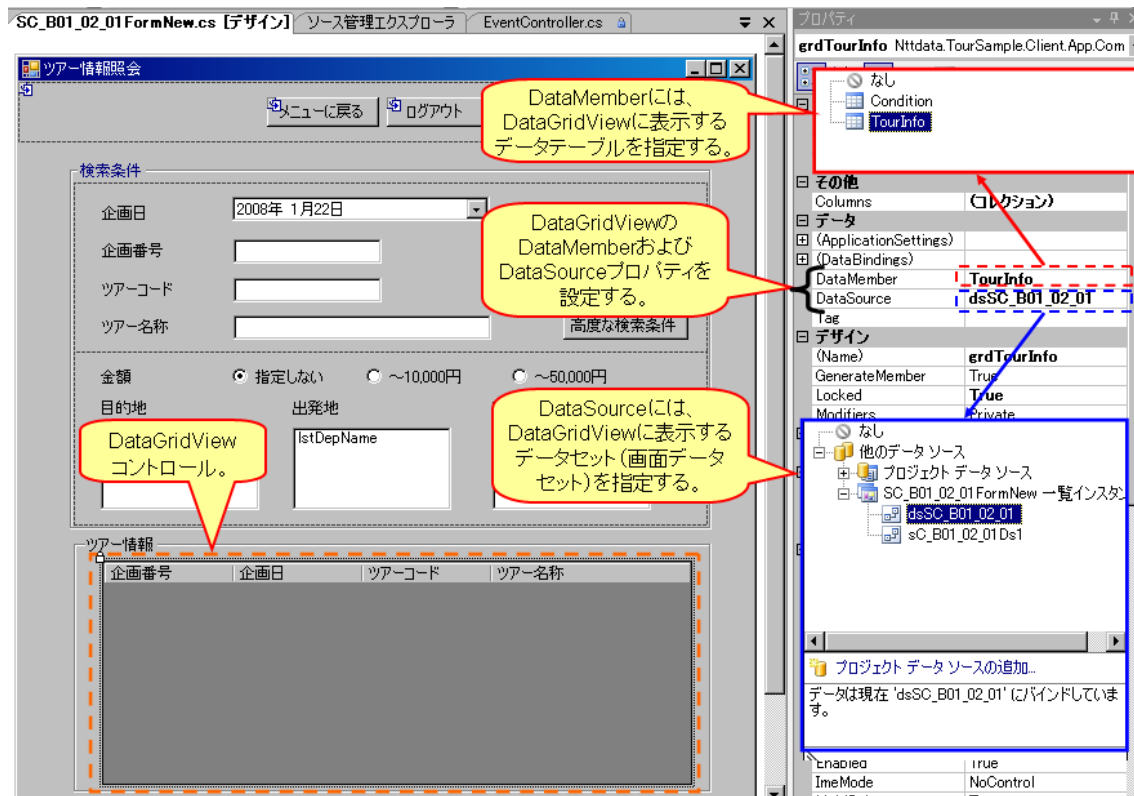 SC_B01_02_01FormNew.cs [デザイン] ソース管理エクスプローラ EventController.cs
ツアー情報照会
メニューに戻る ログアウト
検索条件
企画日 2008年 1月22日
企画番号
ツアーコード
ツアー名称 高度な検索条件
金額 指定しない ～10,000円 ～50,000円
目的地 出発地
lstDepName
ツアー情報
企画番号 企画日 ツアーコード ツアー名称
DataGridView
コントロール。
DataMemberには、
DataGridViewに表示する
データテーブルを指定する。
DataGridViewの
DataMemberおよび
DataSourceプロパティを
設定する。
DataSourceには、
DataGridViewに表示する
データセット（画面データ
セット）を指定する。
プロパティ
grdTourInfo Nttdata.TourSample.Client.App.Com
なし
Condition
TourInfo
その他
Columns (コレクション)
データ
(ApplicationSettings)
(DataBindings)
DataMember TourInfo
DataSource dsSC_B01_02_01
Tag
デザイン
(Name) grdTourInfo
GenerateMember True
Locked True
Modifiers Private
なし
他のデータ ソース
プロジェクト データ ソース
SC_B01_02_01FormNew 一覧インスタン
dsSC_B01_02_01
sC_B01_02_01Ds1
プロジェクト データ ソースの追加...
データは現在 'dsSC_B01_02_01' にバインドしていま
す。
Enabled True
ImeMode NoControl